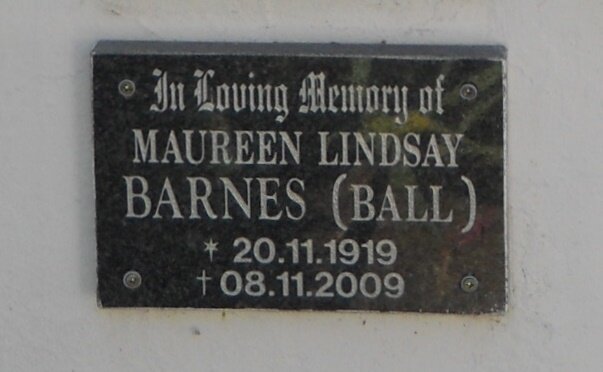 In Loving Memory of
MAUREEN LINDSAY
BARNES (BALL)
* 20.11.1919
† 08.11.2009